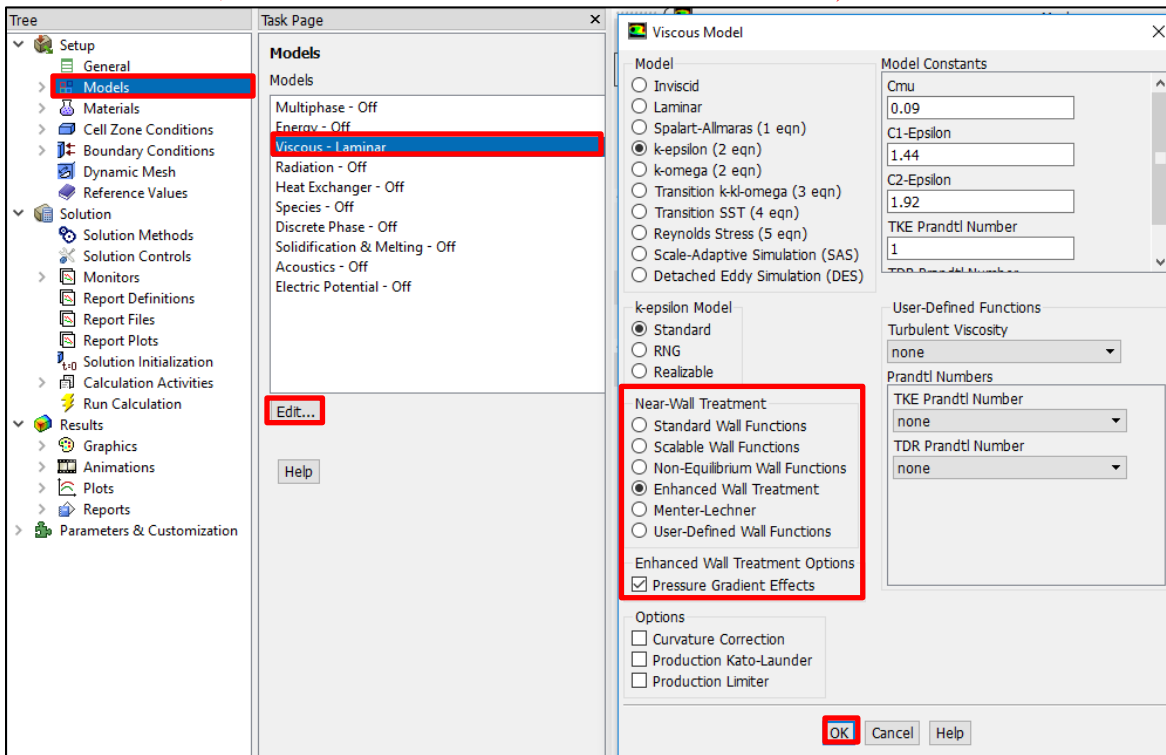 Tree
Setup
General
Models
Materials
Cell Zone Conditions
Boundary Conditions
Dynamic Mesh
Reference Values
Solution
Solution Methods
Solution Controls
Monitors
Report Definitions
Report Files
Report Plots
t=0 Solution Initialization
Calculation Activities
Run Calculation
Results
Graphics
Animations
Plots
Reports
Parameters & Customization
Task Page
Models
Models
Multiphase - Off
Energy - Off
Viscous - Laminar
Radiation - Off
Heat Exchanger - Off
Species - Off
Discrete Phase - Off
Solidification & Melting - Off
Acoustics - Off
Electric Potential - Off
Edit...
Help
Viscous Model
Model
Inviscid
Laminar
Spalart-Allmaras (1 eqn)
k-epsilon (2 eqn)
k-omega (2 eqn)
Transition k-kl-omega (3 eqn)
Transition SST (4 eqn)
Reynolds Stress (5 eqn)
Scale-Adaptive Simulation (SAS)
Detached Eddy Simulation (DES)
Model Constants
Cmu
0.09
C1-Epsilon
1.44
C2-Epsilon
1.92
TKE Prandtl Number
1
TDR Prandtl Number
k-epsilon Model
Standard
RNG
Realizable
Near-Wall Treatment
Standard Wall Functions
Scalable Wall Functions
Non-Equilibrium Wall Functions
Enhanced Wall Treatment
Menter-Lechner
User-Defined Wall Functions
Enhanced Wall Treatment Options
Pressure Gradient Effects
Options
Curvature Correction
Production Kato-Launder
Production Limiter
User-Defined Functions
Turbulent Viscosity
none
Prandtl Numbers
TKE Prandtl Number
none
TDR Prandtl Number
none
OK
Cancel
Help